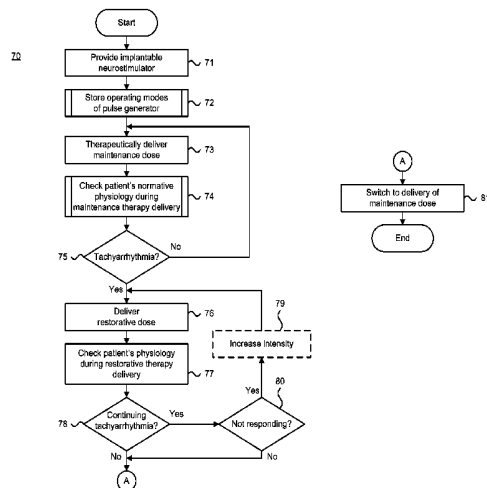 70
Start
Provide implantable
neurostimulator
71
Store operating modes
of pulse generator
72
Therapeutically deliver
maintenance dose
73
Check patient's normative
physiology during
maintenance therapy delivery
74
75
Tachyarrhythmia?
No
Yes
Deliver
restorative dose
76
79
Increase Intensity
Check patient's physiology
during restorative therapy
delivery
77
Yes
80
78
Continuing
tachyarrhythmia?
Yes
Not responding?
No
No
A
A
Switch to delivery of
maintenance dose
81
End